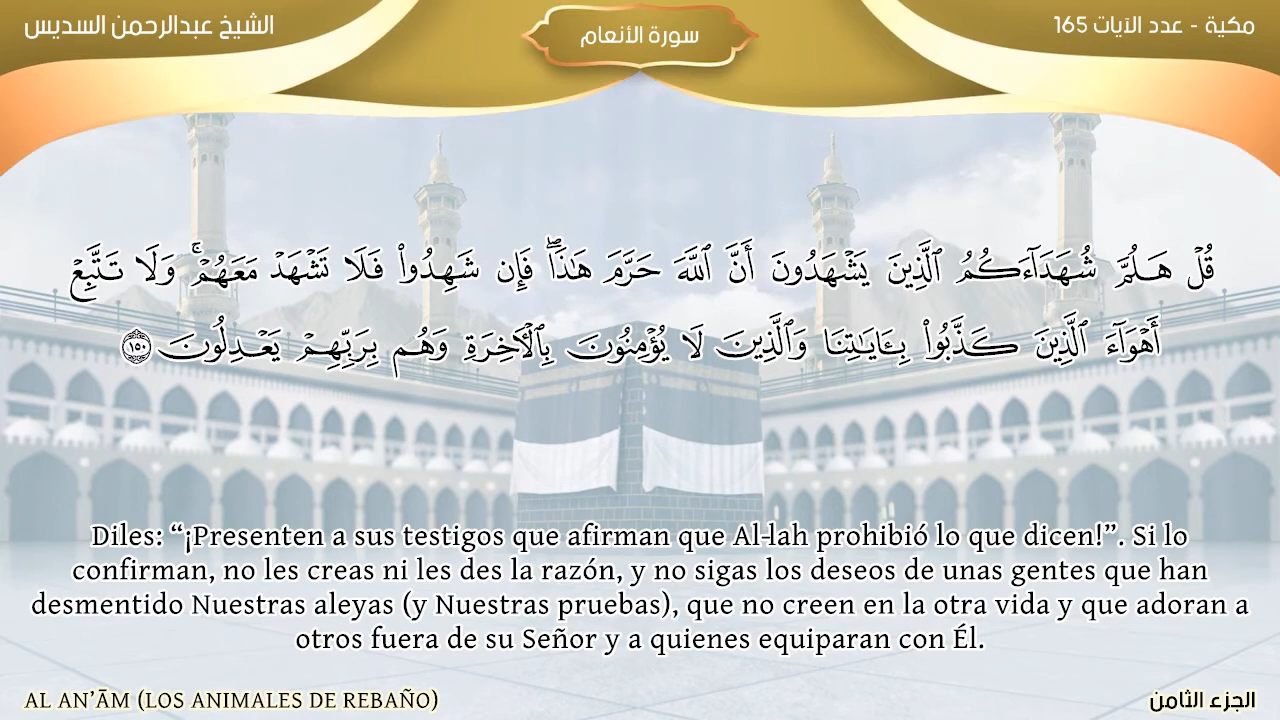 مكية - عدد الآيات 165
سورة الأنعام
الشيخ عبدالرحمن السديس
قُلۡ هَلُمَّ شُهَدَآءَكُمُ ٱلَّذِينَ يَشۡهَدُونَ أَنَّ ٱللَّهَ حَرَّمَ هَٰذَاۖ فَإِن شَهِدُواْ فَلَا تَشۡهَدۡ مَعَهُمۡۚ وَلَا تَتَّبِعۡ
أَهۡوَآءَ ٱلَّذِينَ كَذَّبُواْ بِـَٔايَٰتِنَا وَٱلَّذِينَ لَا يُؤۡمِنُونَ بِٱلۡأٓخِرَةِ وَهُم بِرَبِّهِمۡ يَعۡدِلُونَ ١٥٠
Diles: “¡Presenten a sus testigos que afirman que Al-lah prohibió lo que dicen!”. Si lo
confirman, no les creas ni les des la razón, y no sigas los deseos de unas gentes que han
desmentido Nuestras aleyas (y Nuestras pruebas), que no creen en la otra vida y que adoran a
otros fuera de su Señor y a quienes equiparan con Él.
AL AN’ĀM (LOS ANIMALES DE REBAÑO)
الجزء الثامن